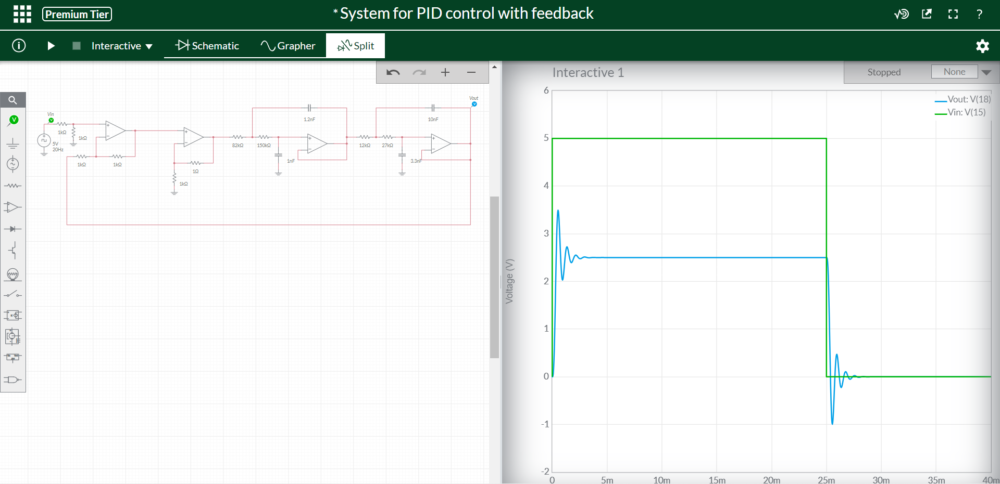 Premium Tier
*System for PID control with feedback
?
Interactive
Schematic
Grapher
Split
Vin
V
1kΩ
1kΩ
5V
20Hz
1kΩ
1kΩ
1Ω
1kΩ
82kΩ
150kΩ
1.2nF
1nF
12kΩ
27kΩ
10nF
3.3nF
Vout
V
V
Interactive 1
Stopped
None
Vout: V(18)
Vin: V(15)
Voltage (V)
6
5
4
3
2
1
0
-1
-2
0
5m
10m
15m
20m
25m
30m
35m
40m